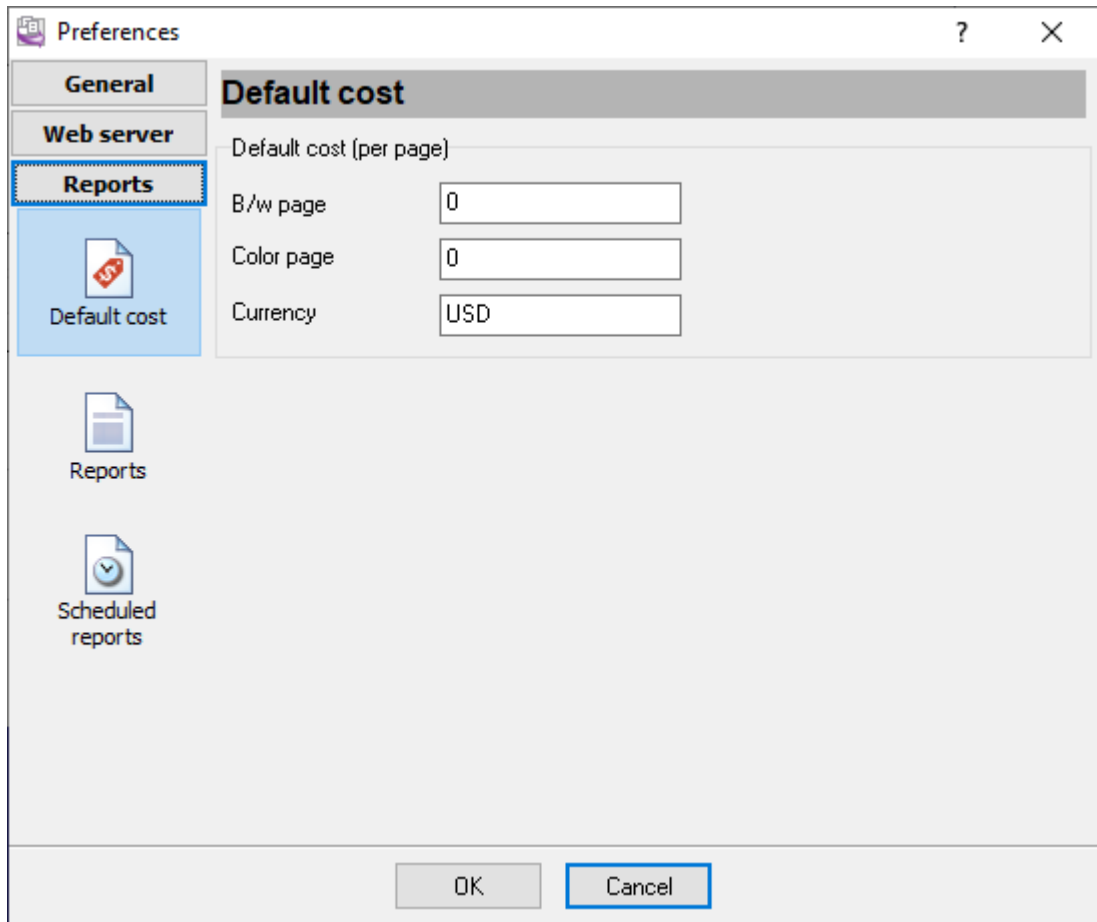 Preferences
?
General
Web server
Reports
Default cost
Reports
Scheduled
reports
Default cost
Default cost (per page)
B/w page 0
Color page 0
Currency USD
OK Cancel